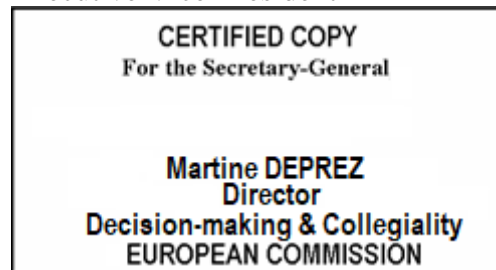 CERTIFIED COPY
For the Secretary-General
Martine DEPREZ
Director
Decision-making & Collegiality
EUROPEAN COMMISSION